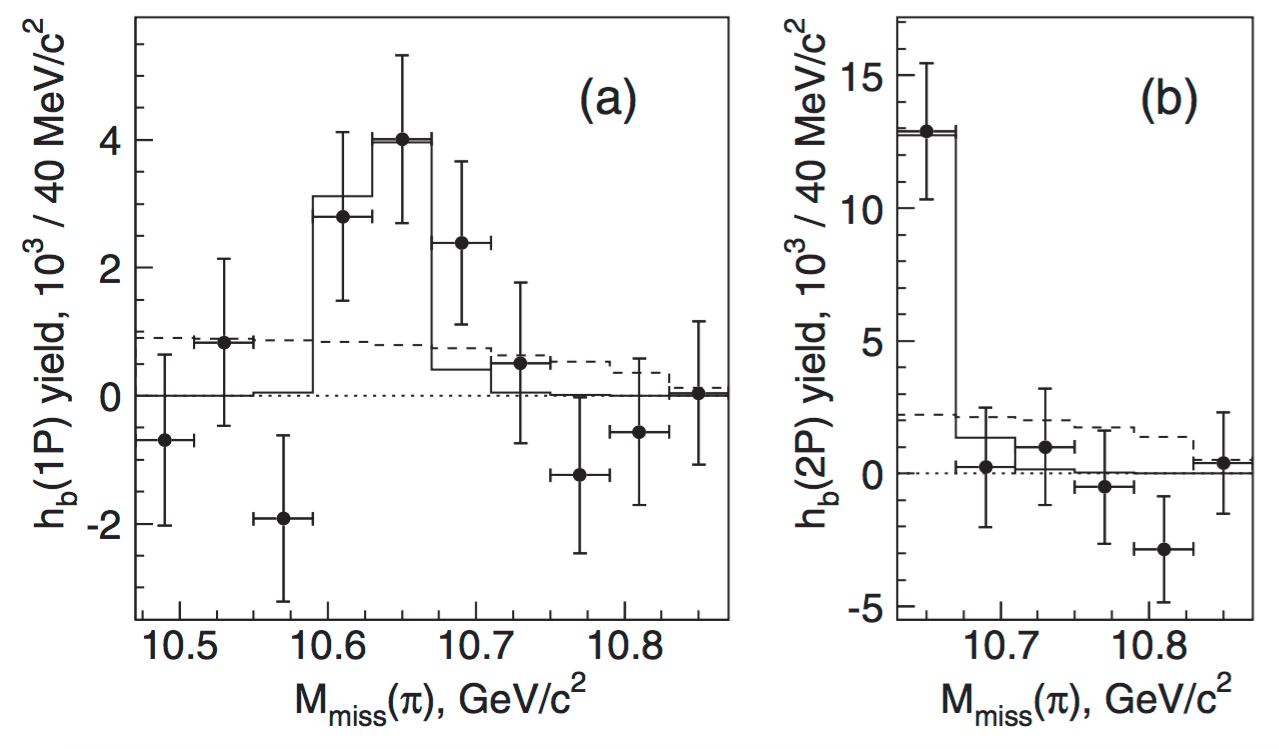 h_b(1P) yield, 10^3 / 40 MeV/c^2
(a)
4
2
0
-2
10.5 10.6 10.7 10.8
M_miss(π), GeV/c^2
h_b(2P) yield, 10^3 / 40 MeV/c^2
(b)
15
10
5
0
-5
10.7 10.8
M_miss(π), GeV/c^2